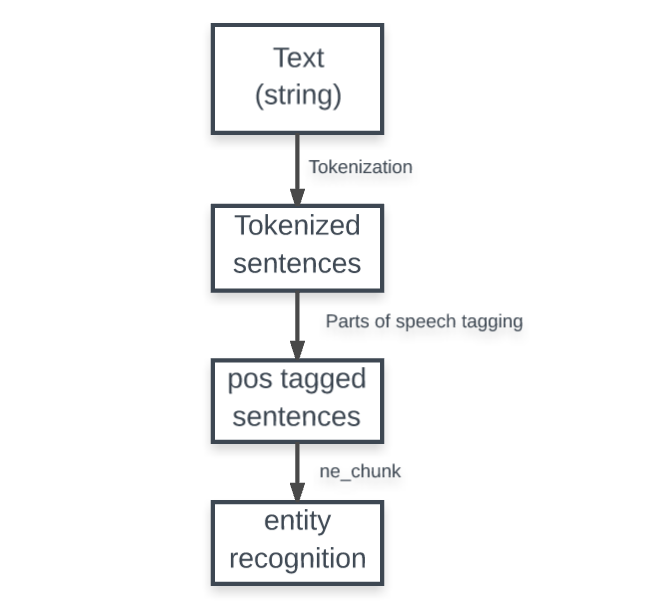 Text
(string)
Tokenization
Tokenized
sentences
Parts of speech tagging
pos tagged
sentences
ne_chunk
entity
recognition